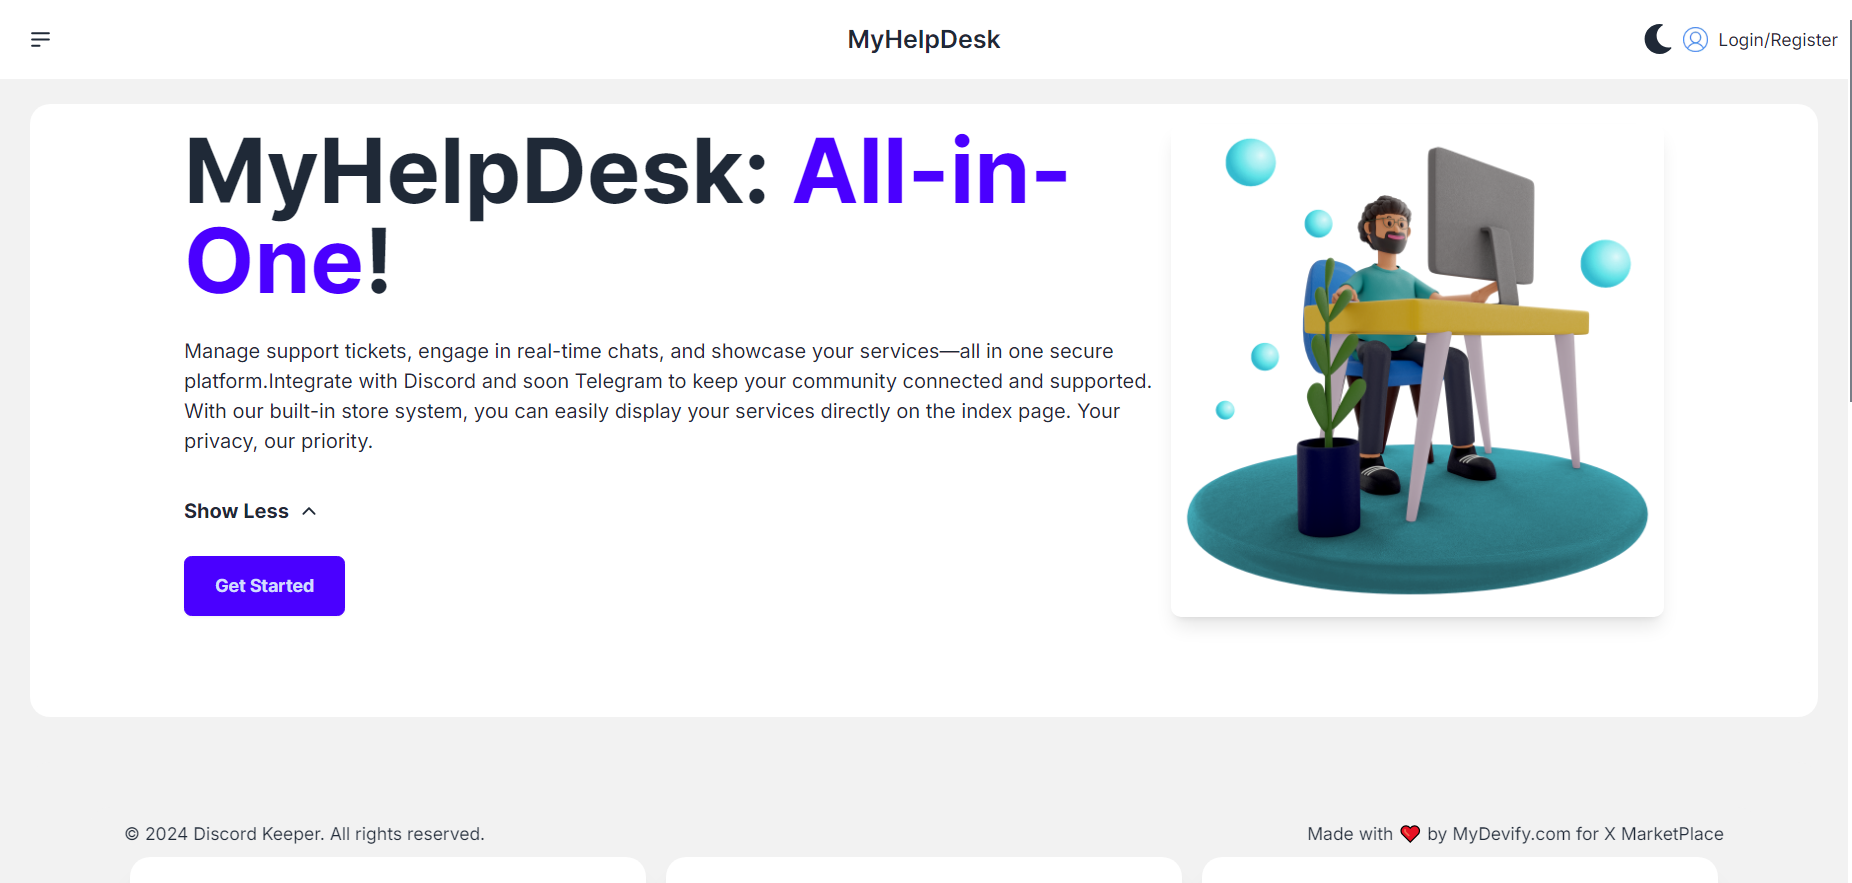 MyHelpDesk
Login/Register
MyHelpDesk: All-in-
One!
Manage support tickets, engage in real-time chats, and showcase your services—all in one secure
platform.Integrate with Discord and soon Telegram to keep your community connected and supported.
With our built-in store system, you can easily display your services directly on the index page. Your
privacy, our priority.
Show Less
Get Started
© 2024 Discord Keeper. All rights reserved.
Made with ❤️ by MyDevify.com for X MarketPlace